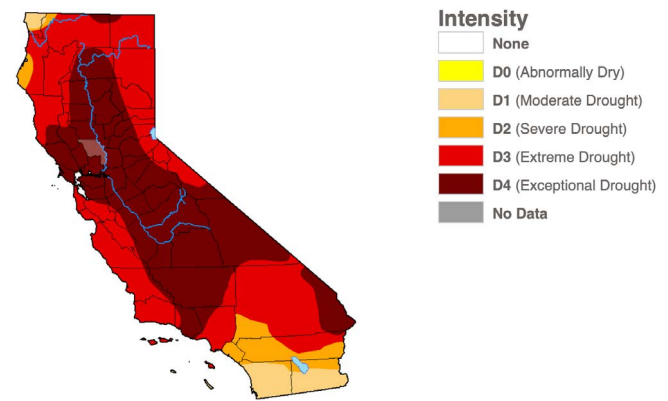 Intensity
None
D0 (Abnormally Dry)
D1 (Moderate Drought)
D2 (Severe Drought)
D3 (Extreme Drought)
D4 (Exceptional Drought)
No Data